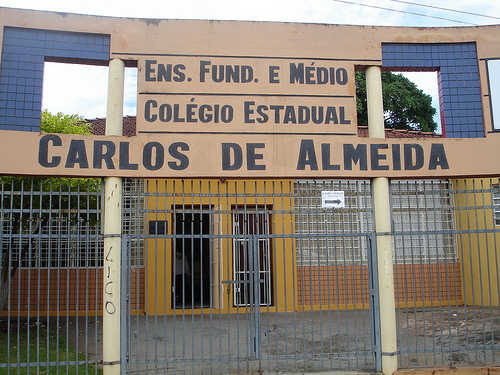 ENS. FUND. E MÉDIO
COLÉGIO ESTADUAL
CARLOS DE ALMEIDA